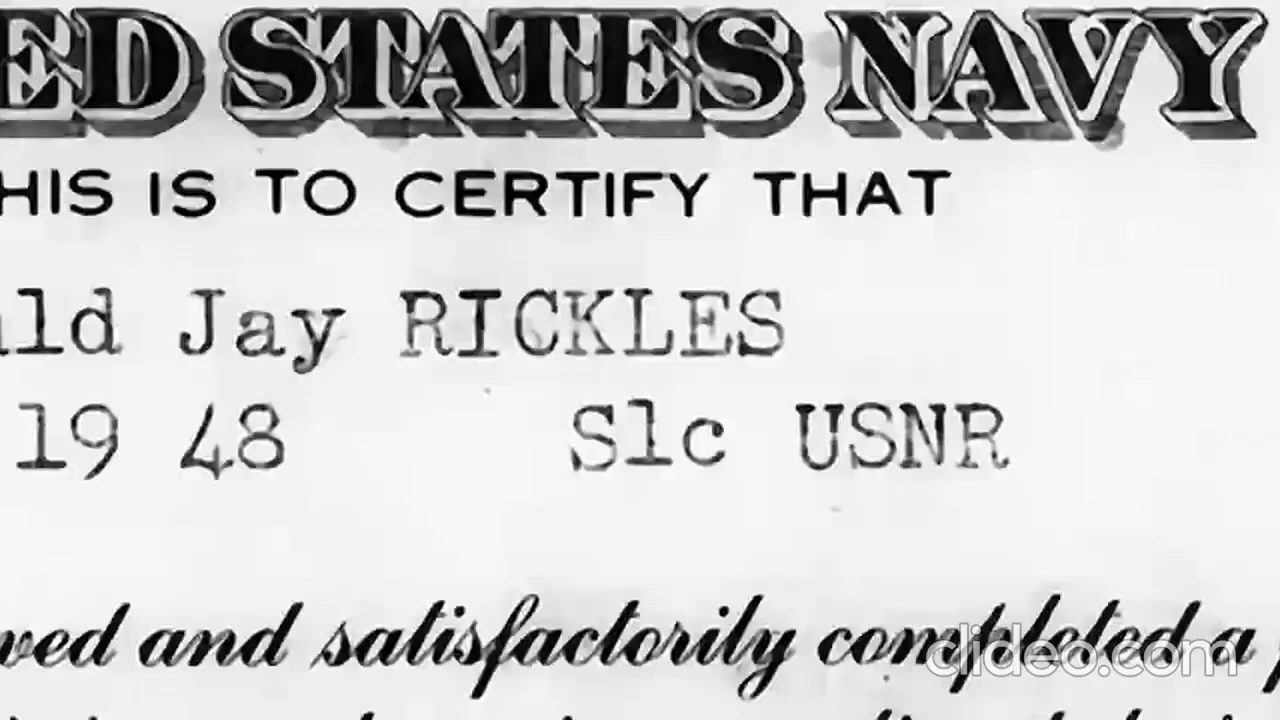 ED STATES NAVY
HIS IS TO CERTIFY THAT
ald Jay RICKLES
19 48 Slc USNR
ved and satisfactorily completed a
clideo.com